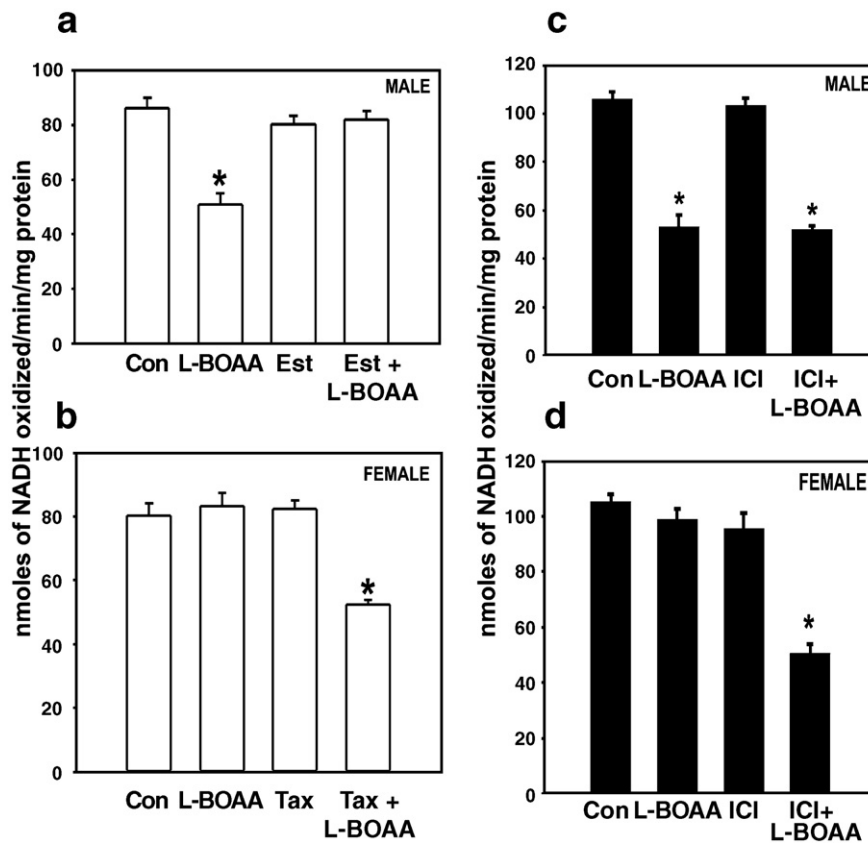 a
MALE
100
80
60
40
20
0
Con L-BOAA Est Est +
L-BOAA
b
FEMALE
100
80
60
40
20
0
Con L-BOAA Tax Tax +
L-BOAA
nmoles of NADH oxidized/min/mg protein
c
MALE
120
100
80
60
40
20
0
Con L-BOAA ICI ICI+
L-BOAA
d
FEMALE
120
100
80
60
40
20
0
Con L-BOAA ICI ICI+
L-BOAA
nmoles of NADH oxidized/min/mg protein
*
*
*
*
*